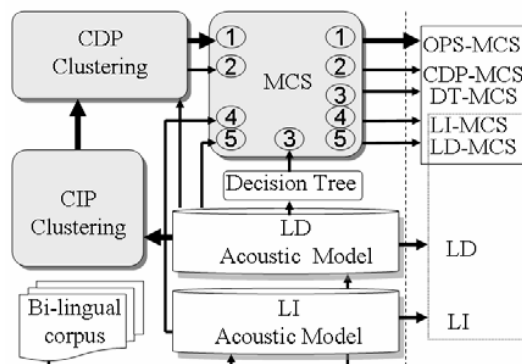 CDP
Clustering
1
1
OPS-MCS
2
MCS
2
CDP-MCS
3
DT-MCS
4
4
LI-MCS
5
3
5
LD-MCS
CIP
Clustering
Decision Tree
LD
Acoustic Model
LD
Bi-lingual
corpus
LI
Acoustic Model
LI